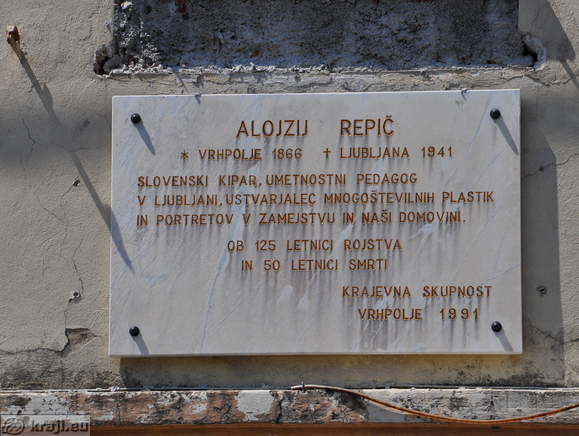 ALOJZIJ REPIČ
* VRHPOLJE 1866 + LJUBLJANA 1941
SLOVENSKI KIPAR, UMETNOSTNI PEDAGOG
V LJUBLJANI, USTVARJALEC MNOGOŠTEVILNIH PLASTIK
IN PORTRETOV V ZAMEJSTVU IN NAŠI DOMOVINI.
OB 125 LETNICI ROJSTVA
IN 50 LETNICI SMRTI
KRAJEVNA SKUPNOST
VRHPOLJE 1991
kraji.eu